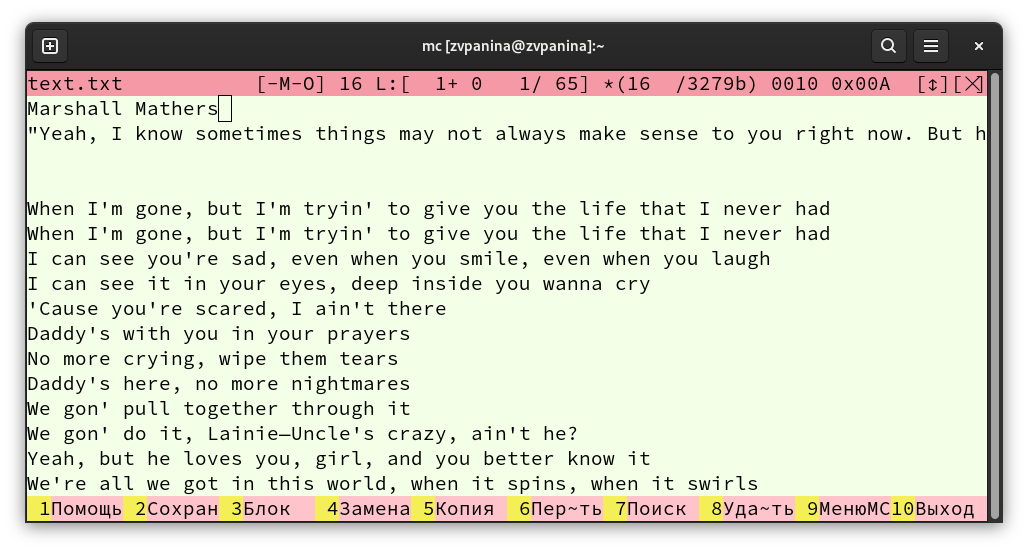 mc [zvpanina@zvpanina]:~
text.txt [-M-O] 16 L:[ 1+ 0 1/ 65] *(16 /3279b) 0010 0x00A [↕][X]
Marshall Mathers
"Yeah, I know sometimes things may not always make sense to you right now. But h
When I'm gone, but I'm tryin' to give you the life that I never had
When I'm gone, but I'm tryin' to give you the life that I never had
I can see you're sad, even when you smile, even when you laugh
I can see it in your eyes, deep inside you wanna cry
'Cause you're scared, I ain't there
Daddy's with you in your prayers
No more crying, wipe them tears
Daddy's here, no more nightmares
We gon' pull together through it
We gon' do it, Lainie—Uncle's crazy, ain't he?
Yeah, but he loves you, girl, and you better know it
We're all we got in this world, when it spins, when it swirls
1Помощь 2Сохран 3Блок 4Замена 5Копия 6Пер~ть 7Поиск 8Уда~ть 9МенюMC 10Выход